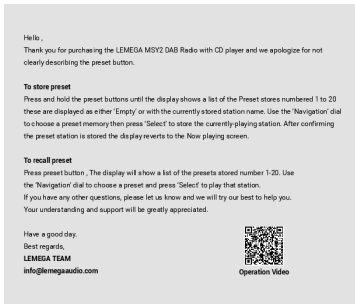 Hello ,
Thank you for purchasing the LEMEGA MSY2 DAB Radio with CD player and we apologize for not
clearly describing the preset button.
To store preset
Press and hold the preset buttons until the display shows a list of the Preset stores numbered 1 to 20
these are displayed as either 'Empty' or with the currently stored station name. Use the 'Navigation' dial
to choose a preset memory then press 'Select' to store the currently-playing station. After confirming
the preset station is stored the display reverts to the Now playing screen.
To recall preset
Press preset button , The display will show a list of the presets stored number 1-20. Use
the 'Navigation' dial to choose a preset and press 'Select' to play that station.
If you have any other questions, please let us know and we will try our best to help you.
Your understanding and support will be greatly appreciated.
Have a good day.
Best regards,
LEMEGA TEAM
info@lemegaaudio.com
Operation Video